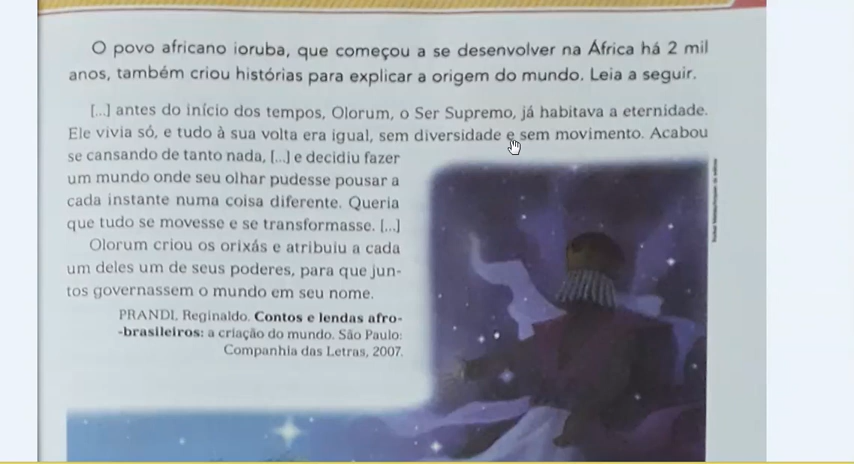 O povo africano ioruba, que começou a se desenvolver na África há 2 mil
anos, também criou histórias para explicar a origem do mundo. Leia a seguir.
[...] antes do início dos tempos, Olorum, o Ser Supremo, já habitava a eternidade.
Ele vivia só, e tudo à sua volta era igual, sem diversidade e sem movimento. Acabou
se cansando de tanto nada, [...] e decidiu fazer
um mundo onde seu olhar pudesse pousar a
cada instante numa coisa diferente. Queria
que tudo se movesse e se transformasse. [...]
Olorum criou os orixás e atribuiu a cada
um deles um de seus poderes, para que jun-
tos governassem o mundo em seu nome.
PRANDI, Reginaldo. Contos e lendas afro-
-brasileiros: a criação do mundo. São Paulo:
Companhia das Letras, 2007.